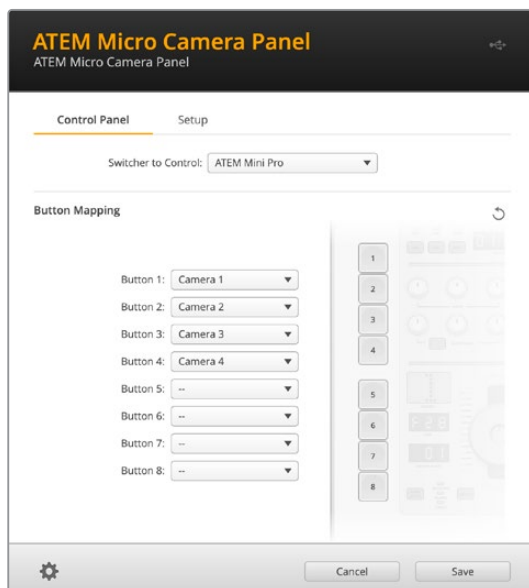 ATEM Micro Camera Panel
ATEM Micro Camera Panel
Control Panel Setup
Switcher to Control: ATEM Mini Pro
Button Mapping
Button 1: Camera 1
Button 2: Camera 2
Button 3: Camera 3
Button 4: Camera 4
Button 5: --
Button 6: --
Button 7: --
Button 8: --
1
2
3
4
5
6
7
8
Cancel Save